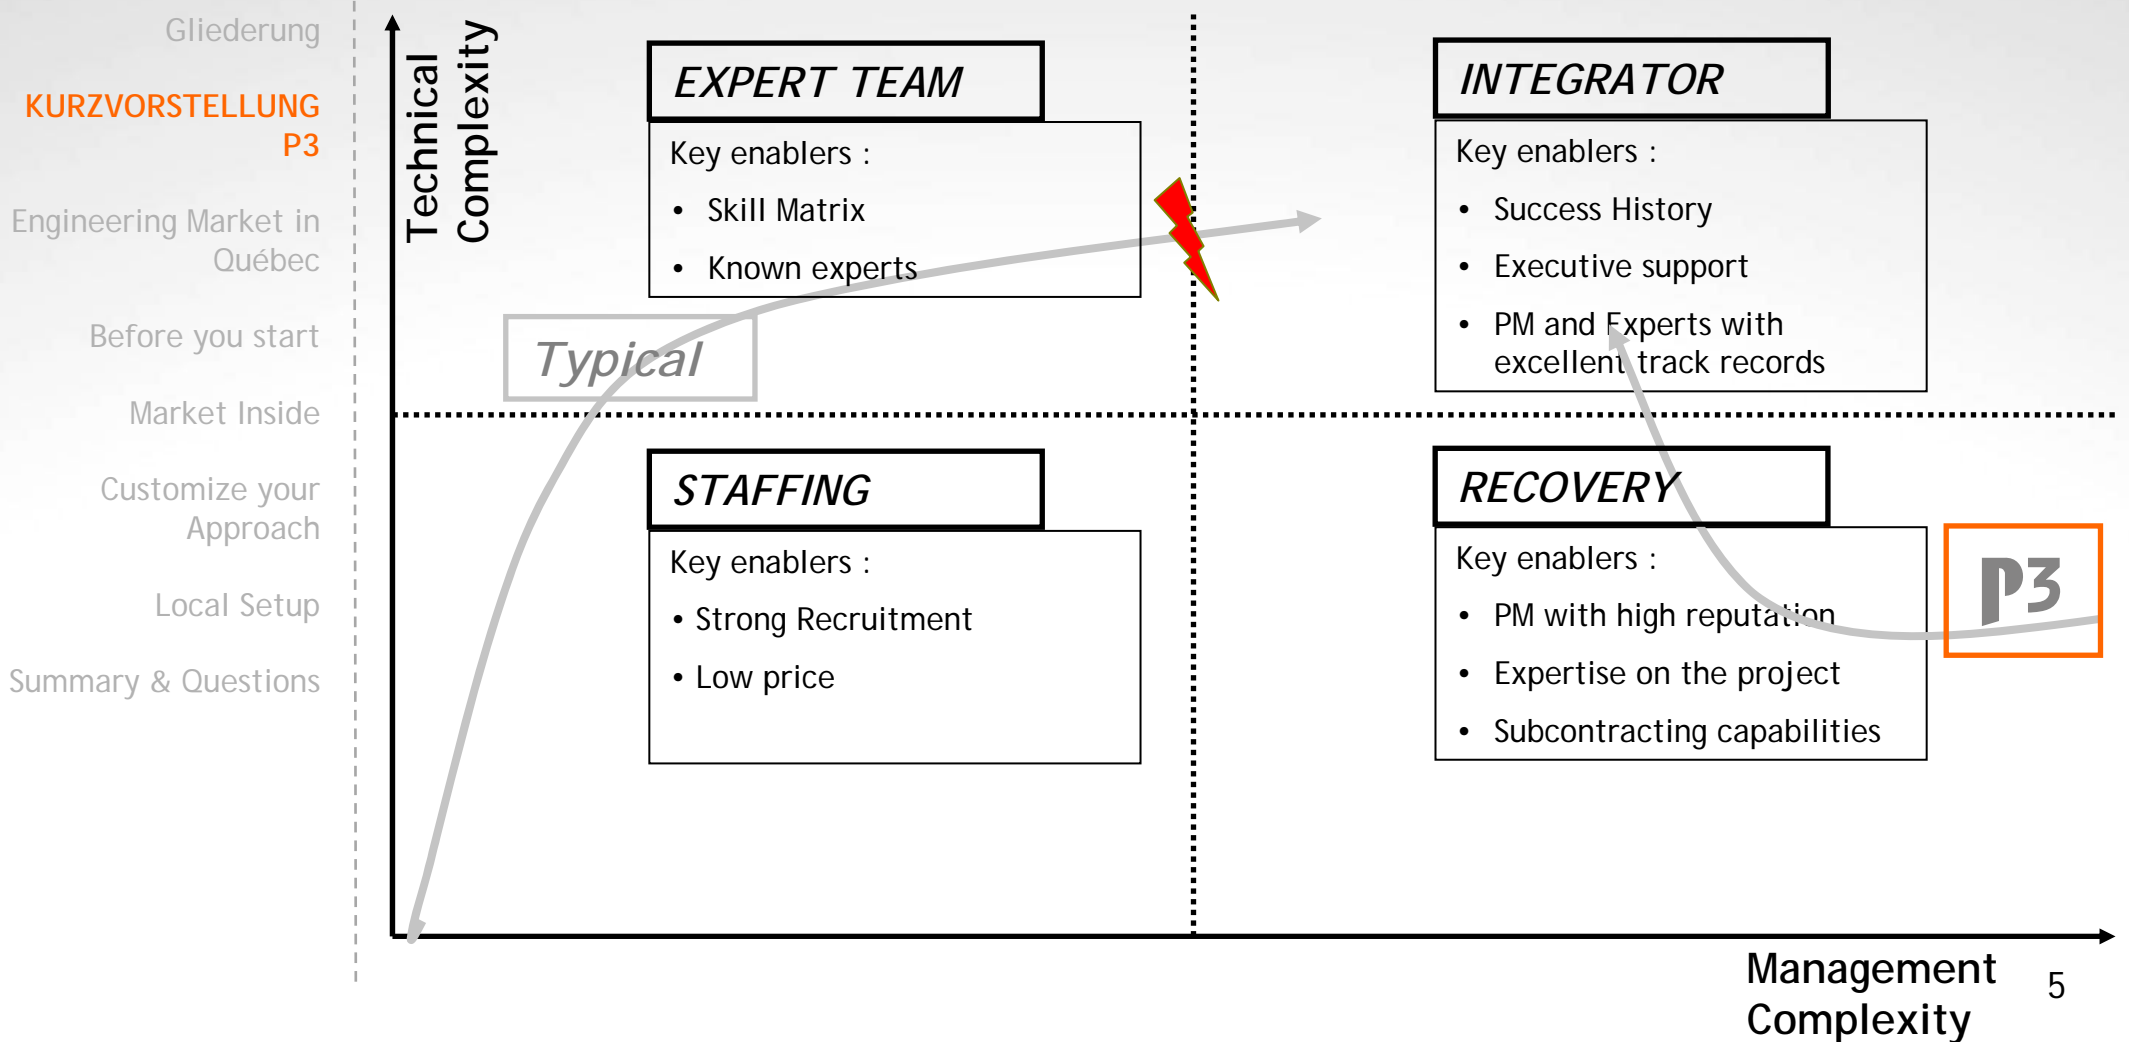 Gliederung
KURZVORSTELLUNG
P3
Engineering Market in
Québec
Before you start
Market Inside
Customize your
Approach
Local Setup
Summary & Questions
Technical
Complexity
EXPERT TEAM
Key enablers :
• Skill Matrix
• Known experts
INTEGRATOR
Key enablers :
• Success History
• Executive support
• PM and Experts with
excellent track records
Typical
STAFFING
Key enablers :
• Strong Recruitment
• Low price
RECOVERY
Key enablers :
• PM with high reputation
• Expertise on the project
• Subcontracting capabilities
P3
Management
Complexity
5